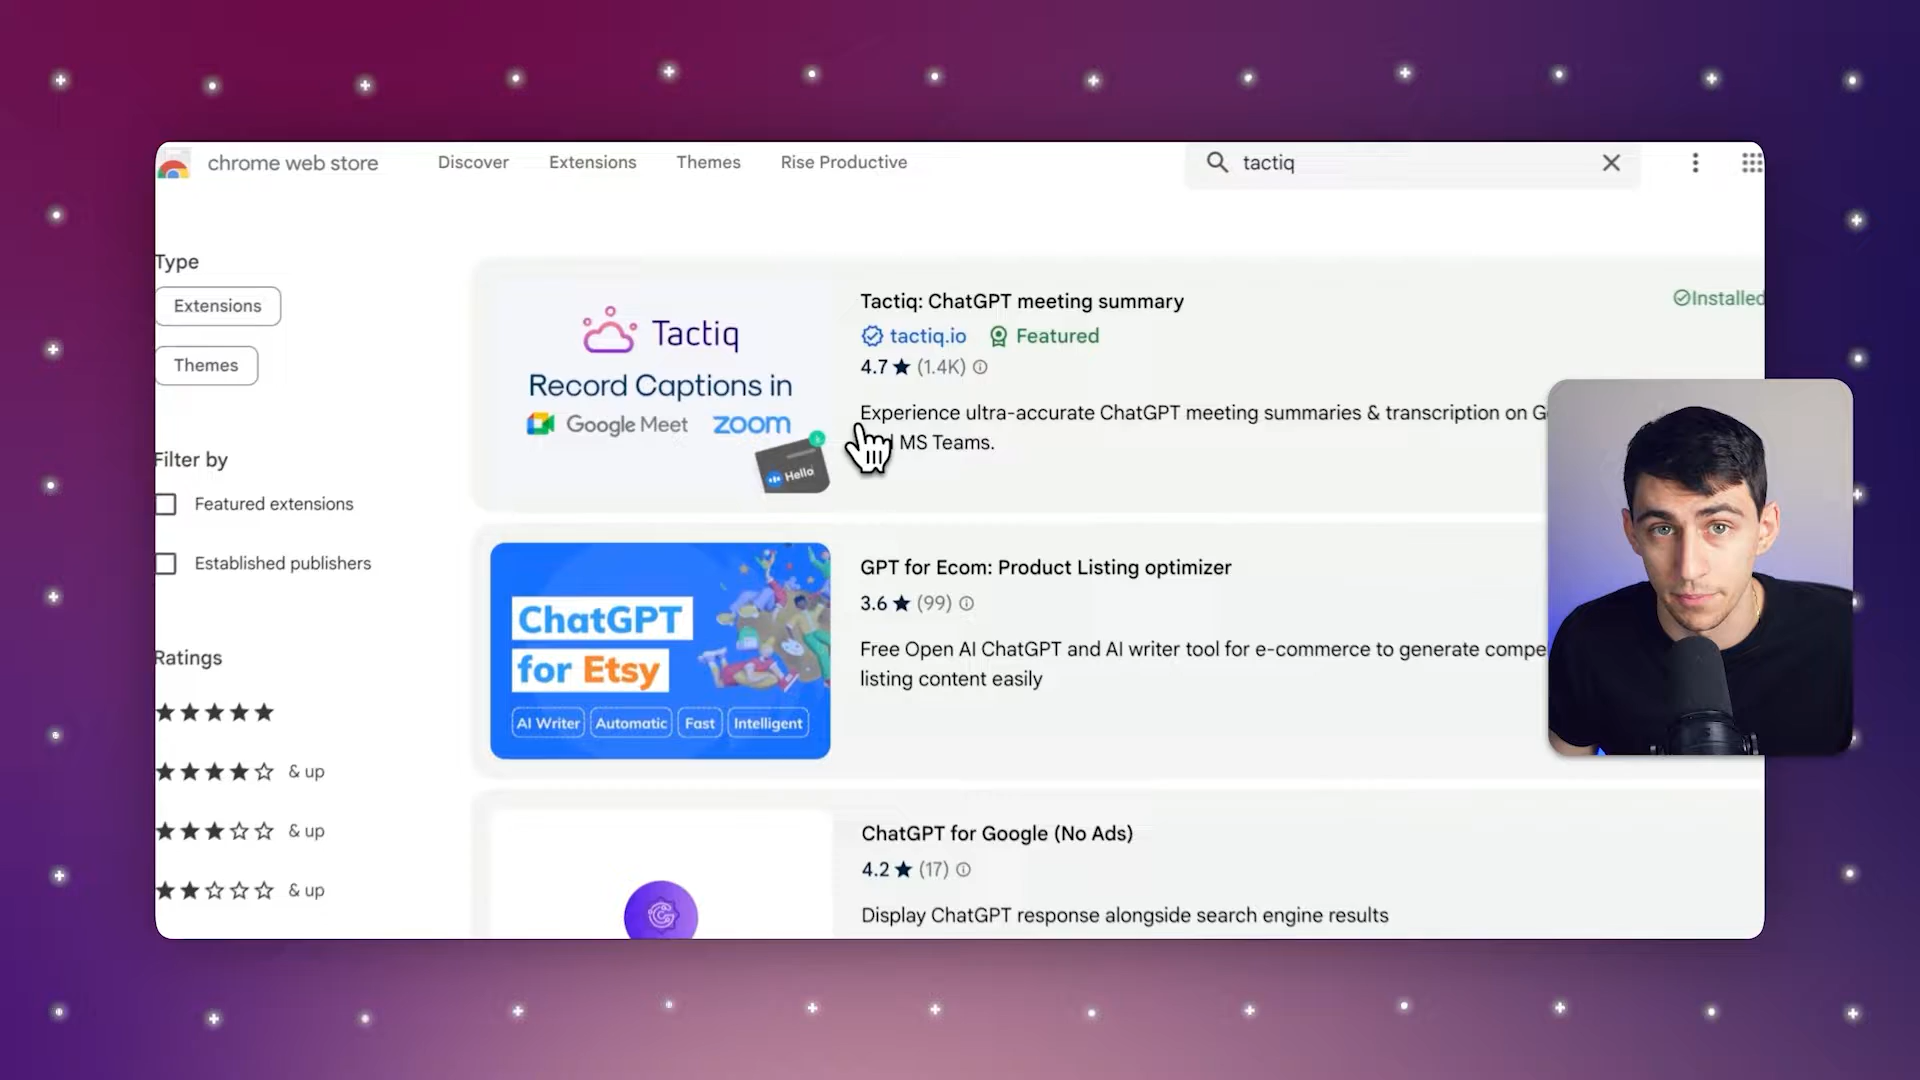 chrome web store
Discover
Extensions
Themes
Rise Productive
tactiq
Type
Extensions
Themes
Filter by
Featured extensions
Established publishers
Ratings
& up
& up
& up
Tactiq
Record Captions in
Google Meet zoom
Hello
Tactiq: ChatGPT meeting summary
Installed
tactiq.io Featured
4.7 ★ (1.4K)
Experience ultra-accurate ChatGPT meeting summaries & transcription on G
MS Teams.
ChatGPT
for Etsy
AI Writer Automatic Fast Intelligent
GPT for Ecom: Product Listing optimizer
3.6 ★ (99)
Free Open AI ChatGPT and AI writer tool for e-commerce to generate compe
listing content easily
ChatGPT for Google (No Ads)
4.2 ★ (17)
Display ChatGPT response alongside search engine results